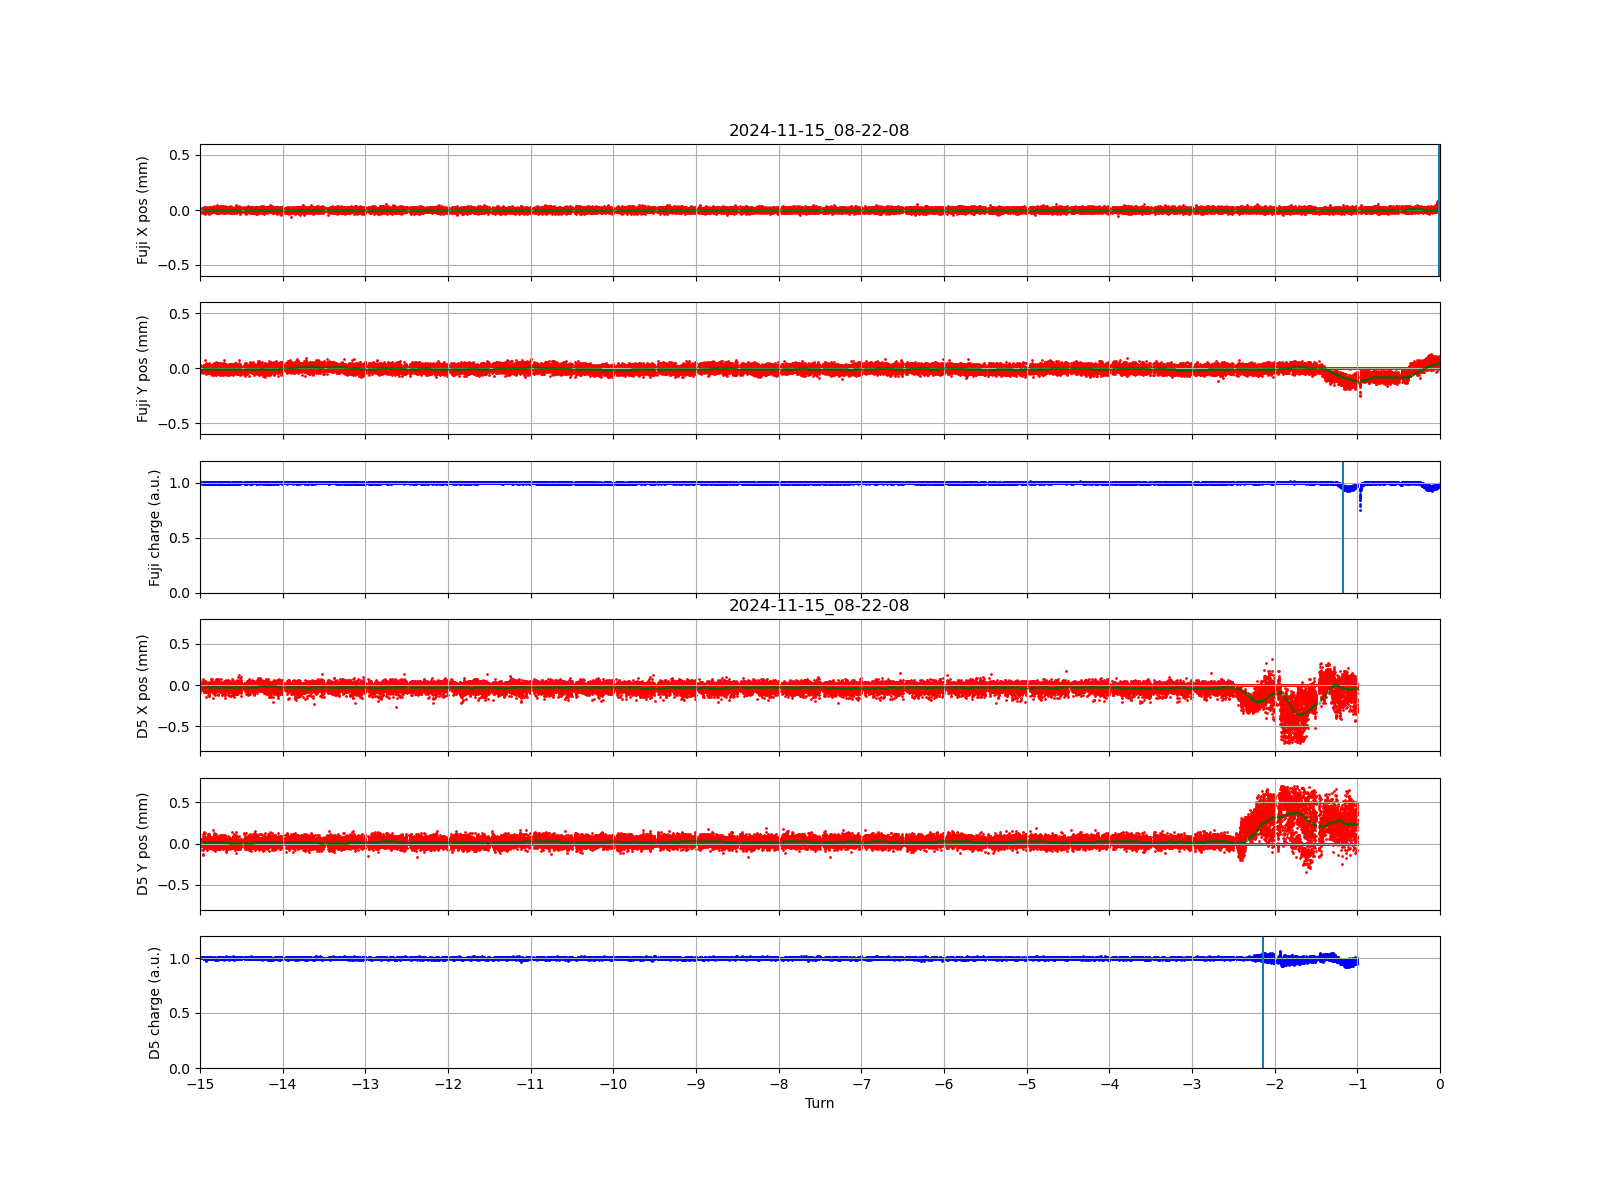 2024-11-15_08-22-08
Fuji X pos (mm)
0.5
0.0
−0.5
Fuji Y pos (mm)
0.5
0.0
−0.5
Fuji charge (a.u.)
1.0
0.5
0.0
2024-11-15_08-22-08
D5 X pos (mm)
0.5
0.0
−0.5
D5 Y pos (mm)
0.5
0.0
−0.5
D5 charge (a.u.)
1.0
0.5
0.0
−15 −14 −13 −12 −11 −10 −9 −8 −7 −6 −5 −4 −3 −2 −1 0
Turn